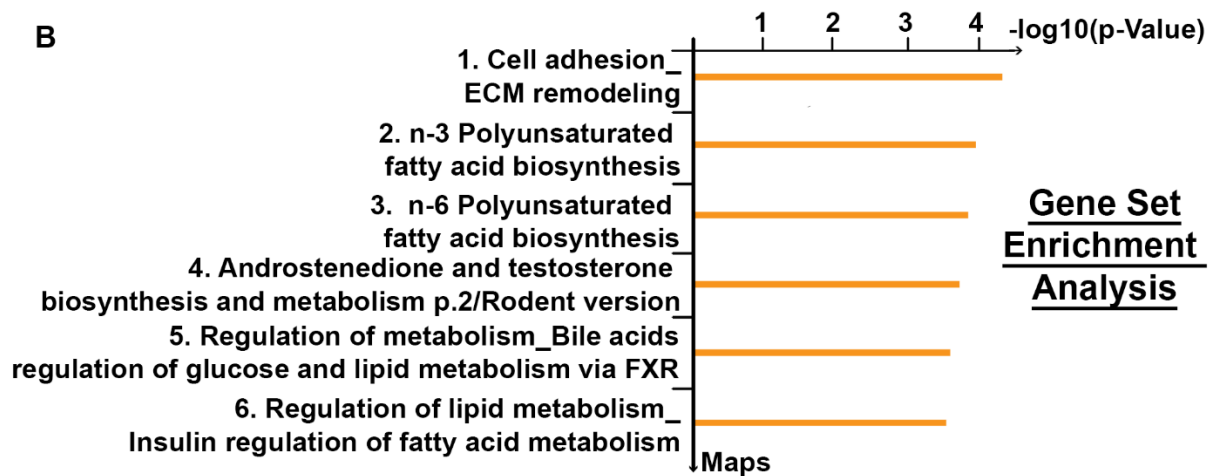 B
1 2 3 4 -log10(p-Value)
1. Cell adhesion_
ECM remodeling
2. n-3 Polyunsaturated
fatty acid biosynthesis
3. n-6 Polyunsaturated
fatty acid biosynthesis
4. Androstenedione and testosterone
biosynthesis and metabolism p.2/Rodent version
5. Regulation of metabolism_Bile acids
regulation of glucose and lipid metabolism via FXR
6. Regulation of lipid metabolism_
Insulin regulation of fatty acid metabolism
Maps
Gene Set
Enrichment
Analysis